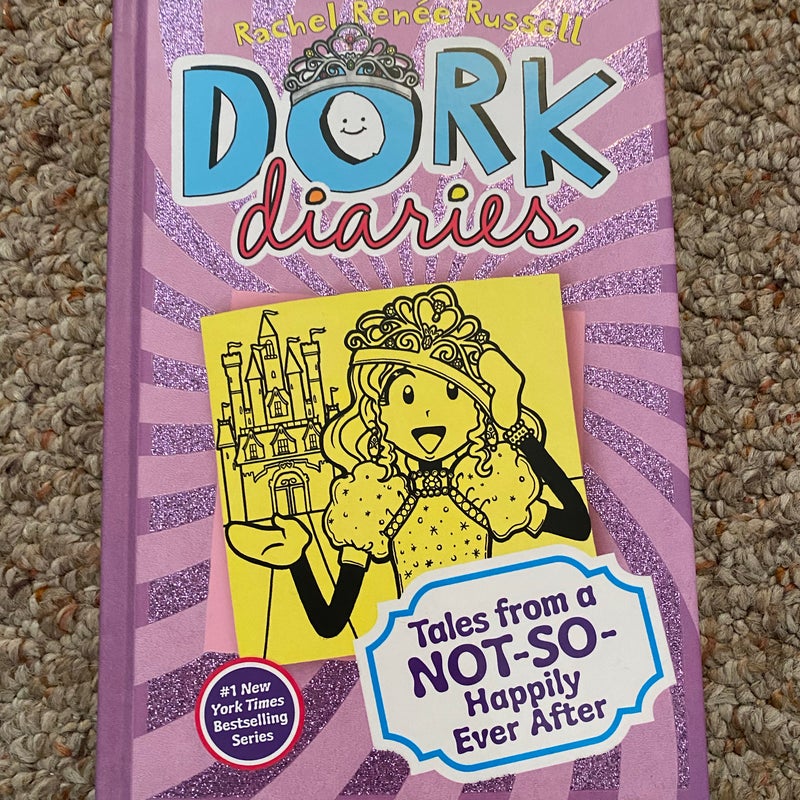 Rachel Renée Russell
DORK
diaries
Tales from a
NOT-SO-
Happily
Ever After
#1 New
York Times
Bestselling
Series